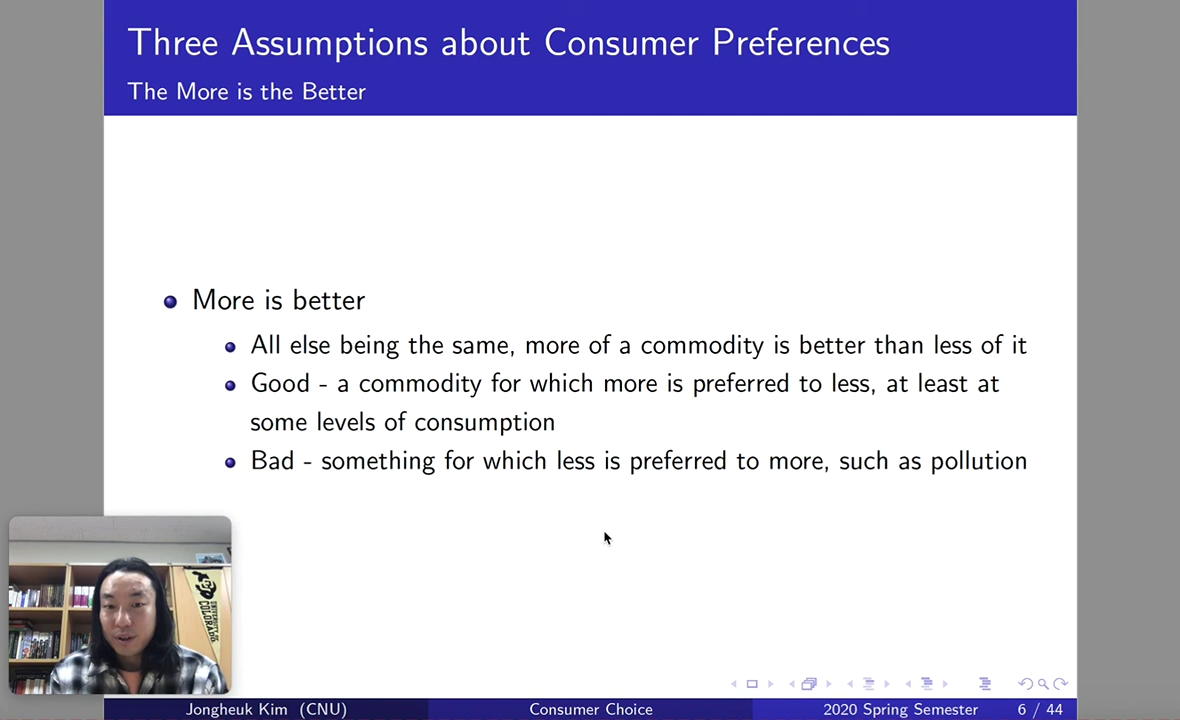 Three Assumptions about Consumer Preferences
The More is the Better
More is better
All else being the same, more of a commodity is better than less of it
Good - a commodity for which more is preferred to less, at least at
some levels of consumption
Bad - something for which less is preferred to more, such as pollution
COLORADO
Jongheuk Kim (CNU)
Consumer Choice
2020 Spring Semester
6 / 44